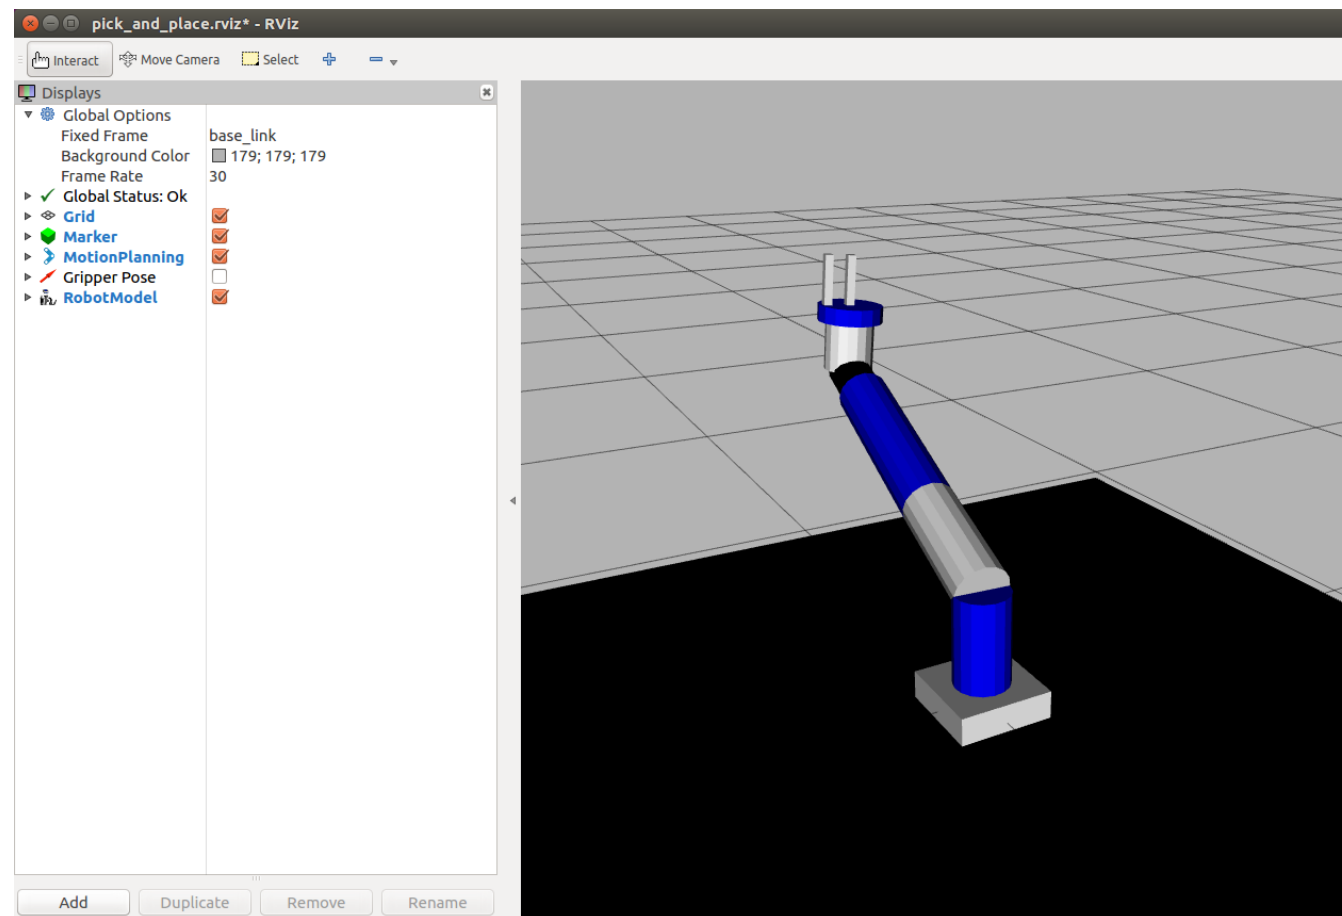 pick_and_place.rviz* - RViz
Interact Move Camera Select
Displays
Global Options
Fixed Frame base_link
Background Color 179; 179; 179
Frame Rate 30
Global Status: Ok
Grid
Marker
MotionPlanning
Gripper Pose
RobotModel
Add Duplicate Remove Rename